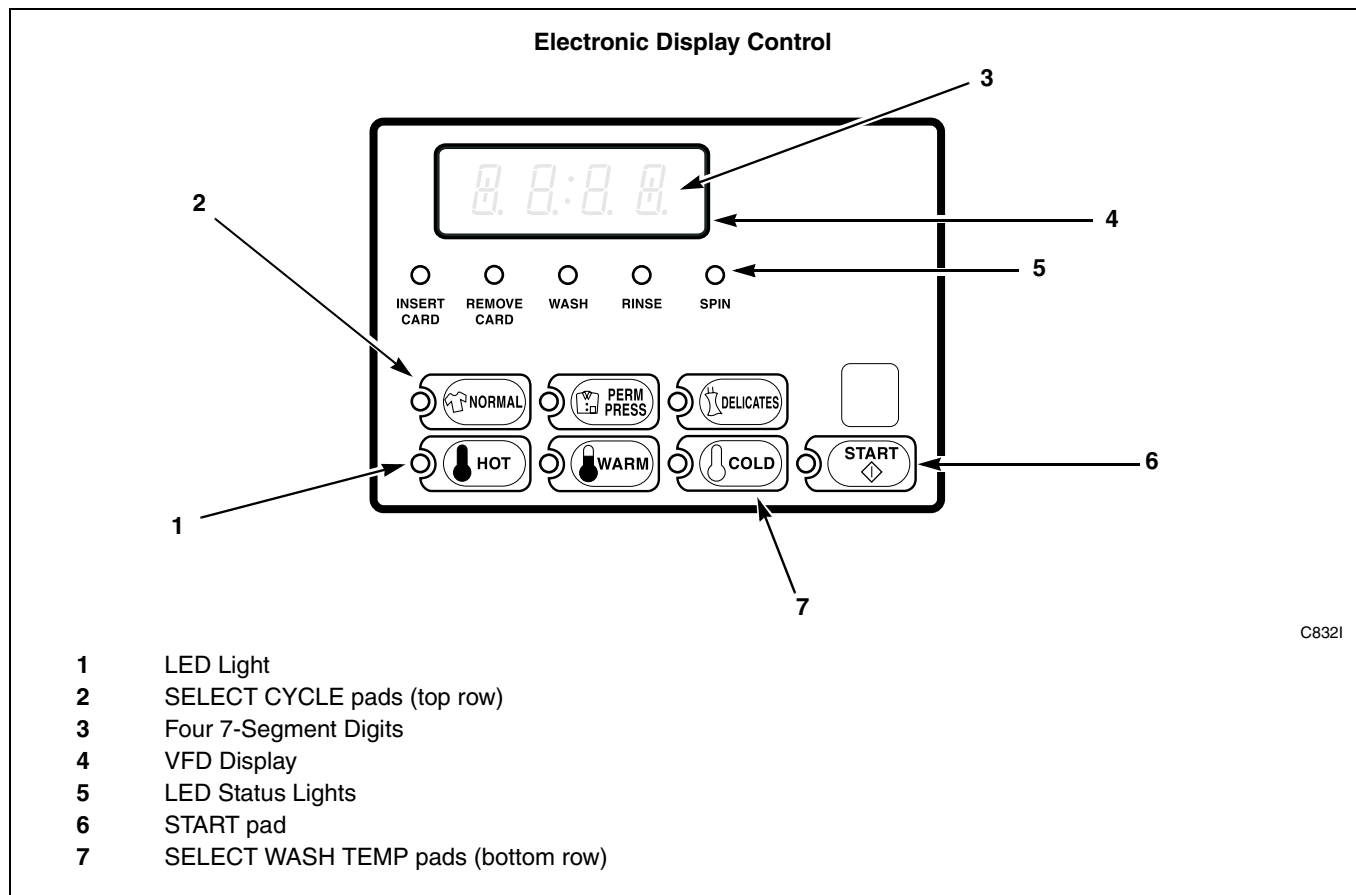 Electronic Display Control
3
2
4
5
INSERT CARD
REMOVE CARD
WASH
RINSE
SPIN
NORMAL
PERM PRESS
DELICATES
HOT
WARM
COLD
START
6
1
7
C832I
1 LED Light
2 SELECT CYCLE pads (top row)
3 Four 7-Segment Digits
4 VFD Display
5 LED Status Lights
6 START pad
7 SELECT WASH TEMP pads (bottom row)